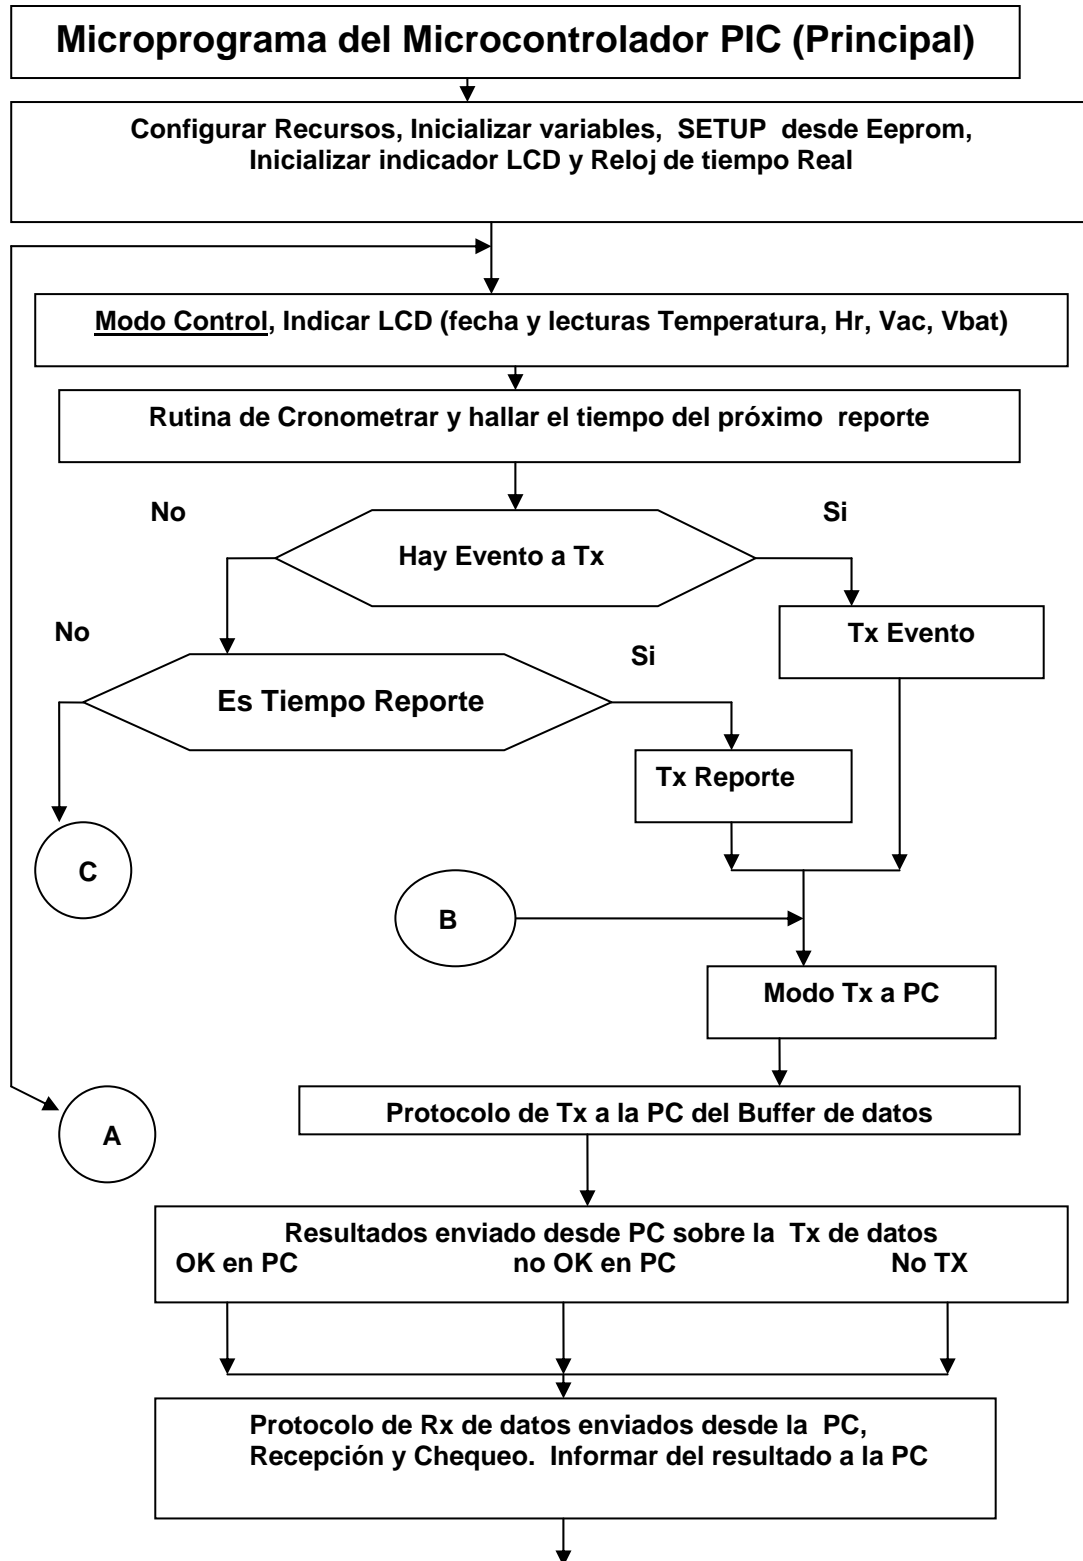 Microprograma del Microcontrolador PIC (Principal)
Configurar Recursos, Inicializar variables, SETUP desde Eeprom,
Inicializar indicador LCD y Reloj de tiempo Real
Modo Control, Indicar LCD (fecha y lecturas Temperatura, Hr, Vac, Vbat)
Rutina de Cronometrar y hallar el tiempo del próximo reporte
No
Si
Hay Evento a Tx
No
Tx Evento
Si
Es Tiempo Reporte
Tx Reporte
C
B
Modo Tx a PC
Protocolo de Tx a la PC del Buffer de datos
A
Resultados enviado desde PC sobre la Tx de datos
OK en PC no OK en PC No TX
Protocolo de Rx de datos enviados desde la PC,
Recepción y Chequeo. Informar del resultado a la PC